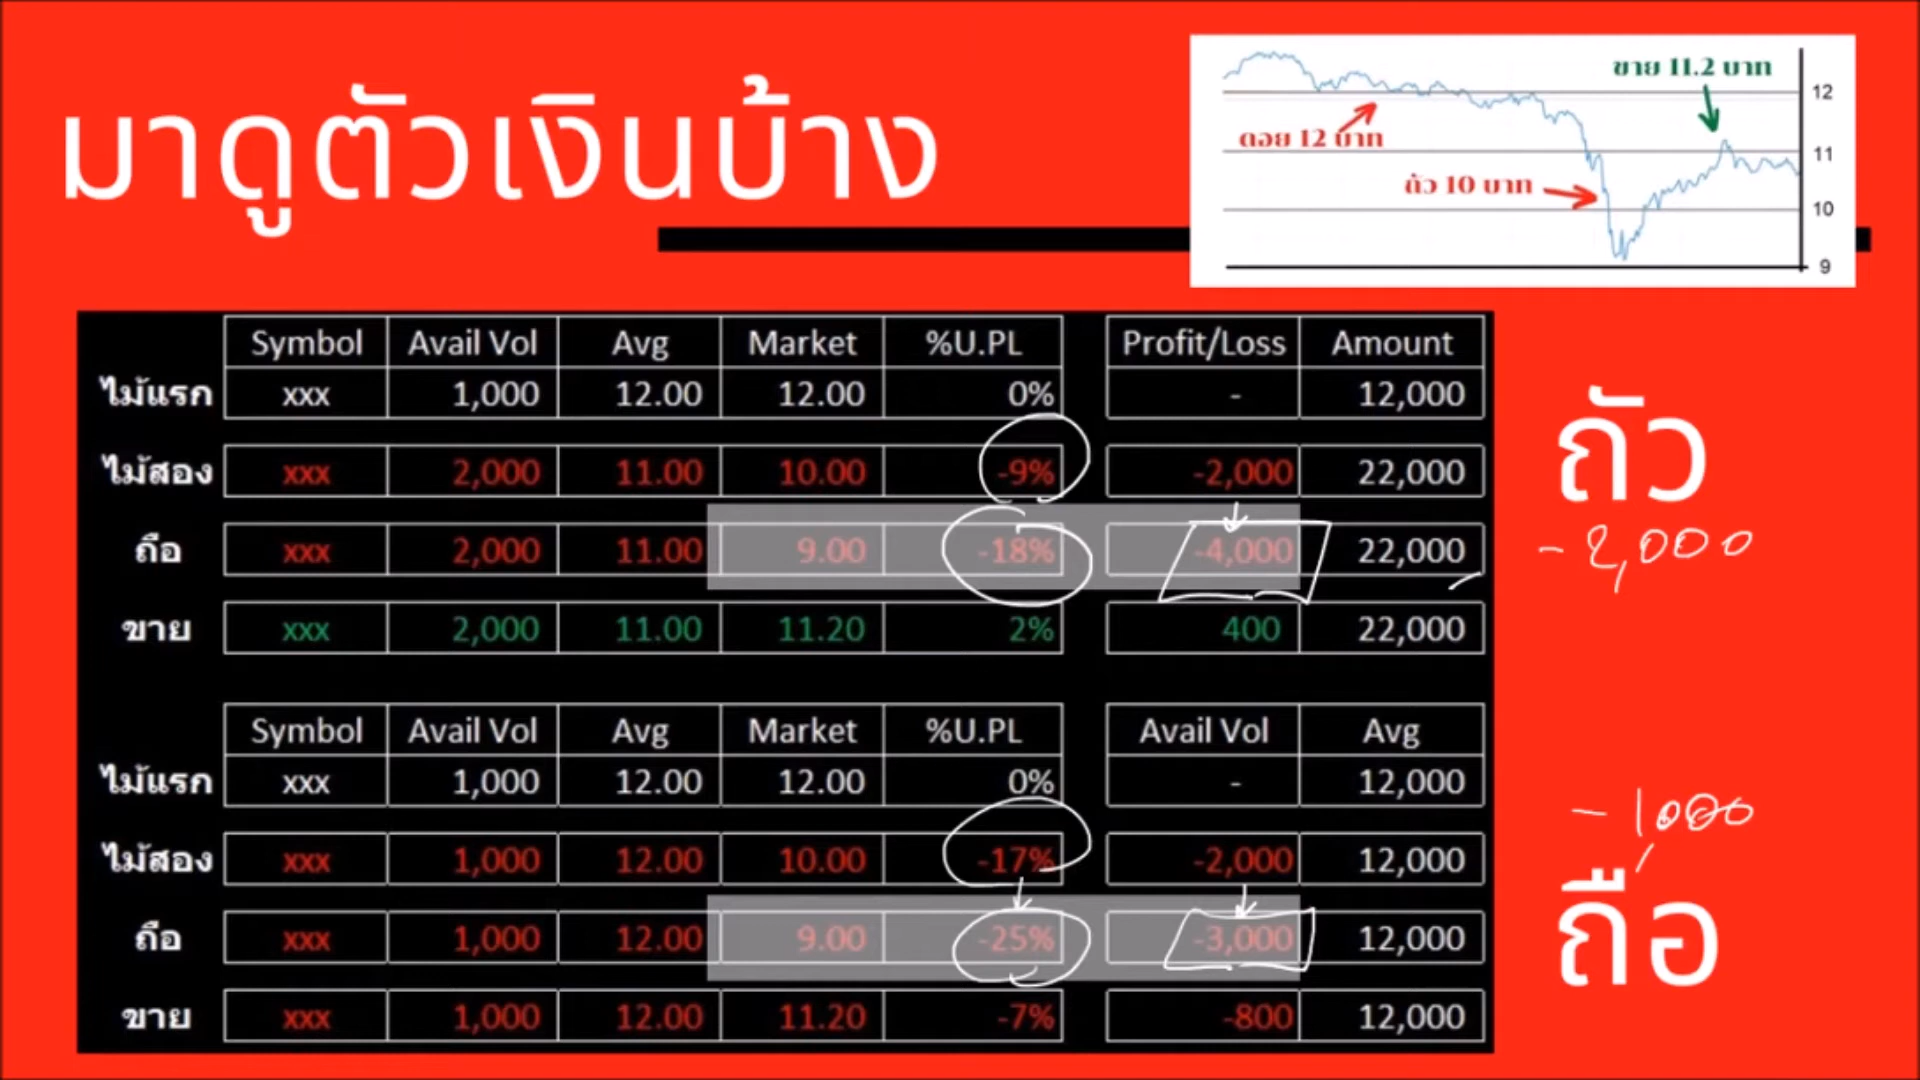 มาดูตัวเงินบ้าง
ขาย 11.2 บาท
ดอย 12 บาท
ถัว 10 บาท
12
11
10
9
Symbol Avail Vol Avg Market %U.PL Profit/Loss Amount
ไม้แรก xxx 1,000 12.00 12.00 0% - 12,000
ไม้สอง xxx 2,000 11.00 10.00 -9% -2,000 22,000
ถือ xxx 2,000 11.00 9.00 -18% -4,000 22,000
ขาย xxx 2,000 11.00 11.20 2% 400 22,000
ถัว
-2,000
Symbol Avail Vol Avg Market %U.PL Avail Vol Avg
ไม้แรก xxx 1,000 12.00 12.00 0% - 12,000
ไม้สอง xxx 1,000 12.00 10.00 -17% -2,000 12,000
ถือ xxx 1,000 12.00 9.00 -25% -3,000 12,000
ขาย xxx 1,000 12.00 11.20 -7% -800 12,000
-1,000
ถือ